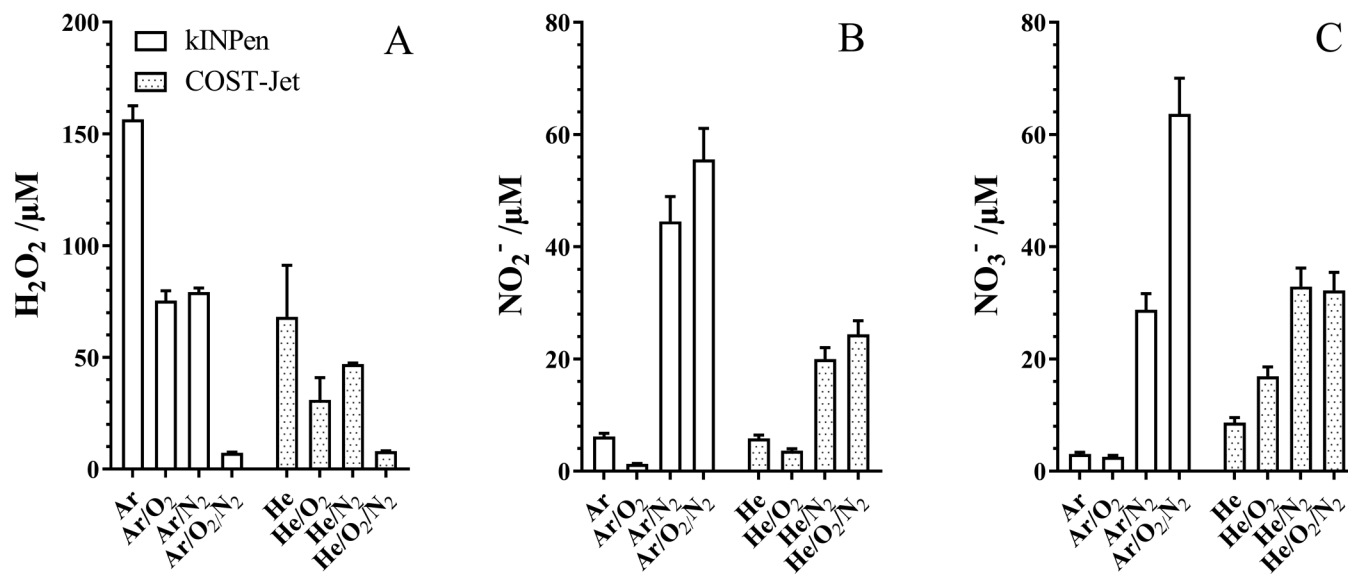 A
kINPen
COST-Jet
H₂O₂ /μM
200
150
100
50
0
Ar
Ar/O₂
Ar/N₂
Ar/O₂/N₂
He
He/O₂
He/N₂
He/O₂/N₂
B
NO₂⁻ /μM
80
60
40
20
0
Ar
Ar/O₂
Ar/N₂
Ar/O₂/N₂
He
He/O₂
He/N₂
He/O₂/N₂
C
NO₃⁻ /μM
80
60
40
20
0
Ar
Ar/O₂
Ar/N₂
Ar/O₂/N₂
He
He/O₂
He/N₂
He/O₂/N₂